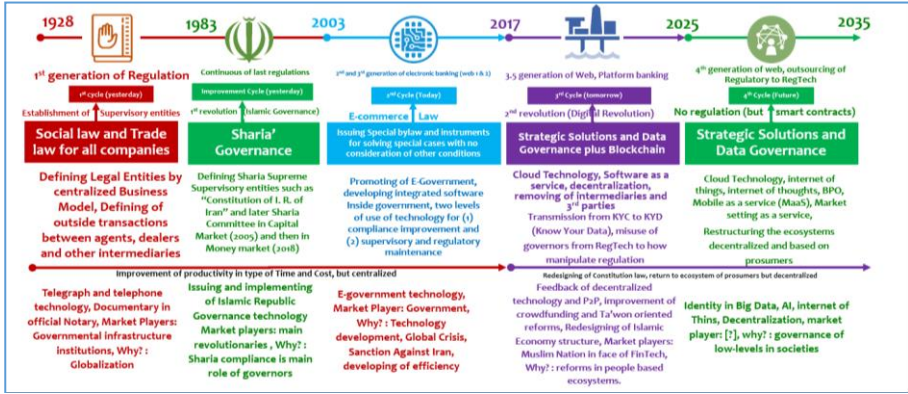 1928
1983
2003
2017
2025
2035
1st generation of Regulation
1st cycle (yesterday)
Establishment of Supervisory entities
Social law and Trade
law for all companies
Defining Legal Entities by
centralized Business
Model, Defining of
outside transactions
between agents, dealers
and other intermediaries
Continuous of last regulations
Improvement Cycle (yesterday)
1st revolution (Islamic Governance)
Sharia'
Governance
Defining Sharia Supreme
Supervisory entities such as
"Constitution of I. R. of
Iran" and later Sharia
Committee in Capital
Market (2005) and then in
Money market (2018)
2nd and 3rd generation of electronic banking (web 1 & 2)
2nd Cycle (Today)
E-commerce Law
Issuing Special bylaw and instruments
for solving special cases with no
consideration of other conditions
Promoting of E-Government,
developing integrated software
Inside government, two levels
of use of technology for (1)
compliance improvement and
(2) supervisory and regulatory
maintenance
3.5 generation of Web, Platform banking
3rd Cycle (tomorrow)
2nd revolution (Digital Revolution)
Strategic Solutions and Data
Governance plus Blockchain
Cloud Technology, Software as a
service, decentralization,
removing of intermediaries and
3rd parties
Transmission from KYC to KYD
(Know Your Data), misuse of
governors from RegTech to how
manipulate regulation
4th generation of web, outsourcing of
Regulatory to RegTech
4th Cycle (Future)
No regulation (but smart contracts)
Strategic Solutions and
Data Governance
Cloud Technology, internet of
things, internet of thoughts, BPO,
Mobile as a service (MaaS), Market
setting as a service,
Restructuring the ecosystems
decentralized and based on
prosumers
Improvement of productivity in type of Time and Cost, but centralized
Redesigning of Constitution law, return to ecosystem of prosumers but decentralized
Telegraph and telephone
technology, Documentary in
official Notary, Market Players:
Governmental infrastructure
institutions, Why? :
Globalization
Issuing and implementing
of Islamic Republic
Governance technology
Market players: main
revolutionaries , Why? :
Sharia compliance is main
role of governors
E-government technology,
Market Player: Government,
Why? : Technology
development, Global Crisis,
Sanction Against Iran,
developing of efficiency
Feedback of decentralized
technology and P2P, improvement of
crowdfunding and Ta'won oriented
reforms, Redesigning of Islamic
Economy structure, Market players:
Muslim Nation in face of FinTech,
Why? : reforms in people based
ecosystems.
Identity in Big Data, AI, internet of
Thins, Decentralization, market
player: [?], why? : governance of
low-levels in societies